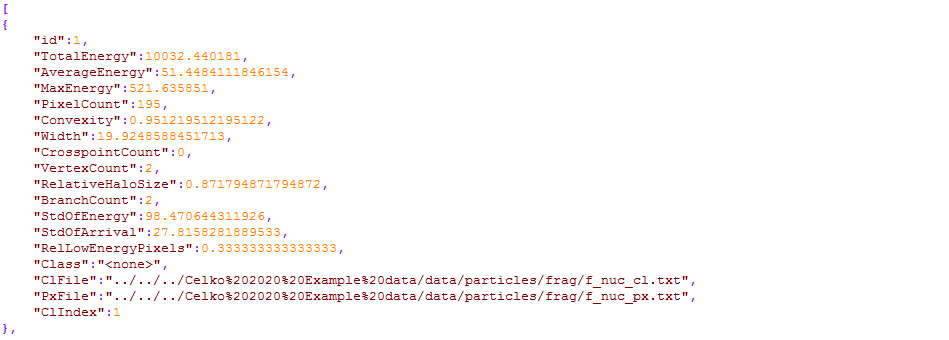 [
{
"id":1,
"TotalEnergy":10032.440181,
"AverageEnergy":51.4484111846154,
"MaxEnergy":521.635851,
"PixelCount":195,
"Convexity":0.951219512195122,
"Width":19.9248588451713,
"CrosspointCount":0,
"VertexCount":2,
"RelativeHaloSize":0.871794871794872,
"BranchCount":2,
"StdOfEnergy":98.470644311926,
"StdOfArrival":27.8158281889533,
"RelLowEnergyPixels":0.333333333333333,
"Class":"<none>",
"ClFile":"../../../Celko%202020%20Example%20data/data/particles/frag/f_nuc_cl.txt",
"PxFile":"../../../Celko%202020%20Example%20data/data/particles/frag/f_nuc_px.txt",
"ClIndex":1
},